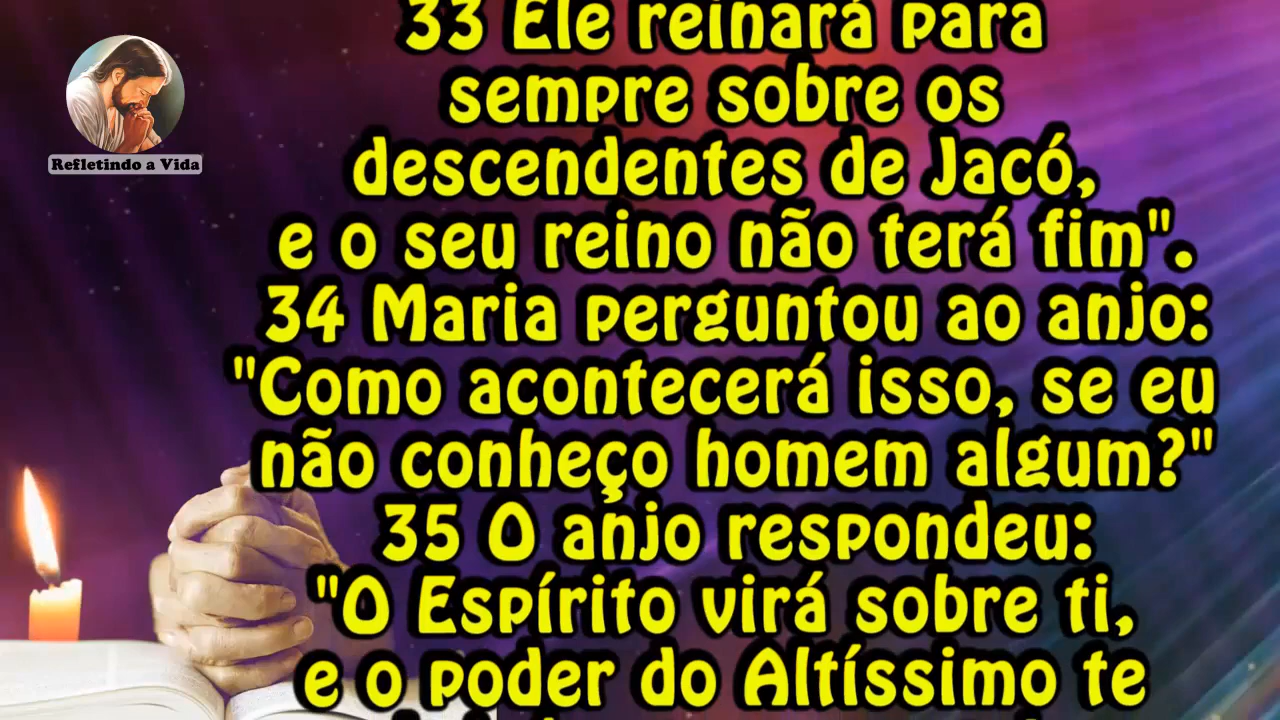 Refletindo a Vida
33 Ele reinará para
sempre sobre os
descendentes de Jacó,
e o seu reino não terá fim".
34 Maria perguntou ao anjo:
"Como acontecerá isso, se eu
não conheço homem algum?"
35 O anjo respondeu:
"O Espírito virá sobre ti,
e o poder do Altíssimo te